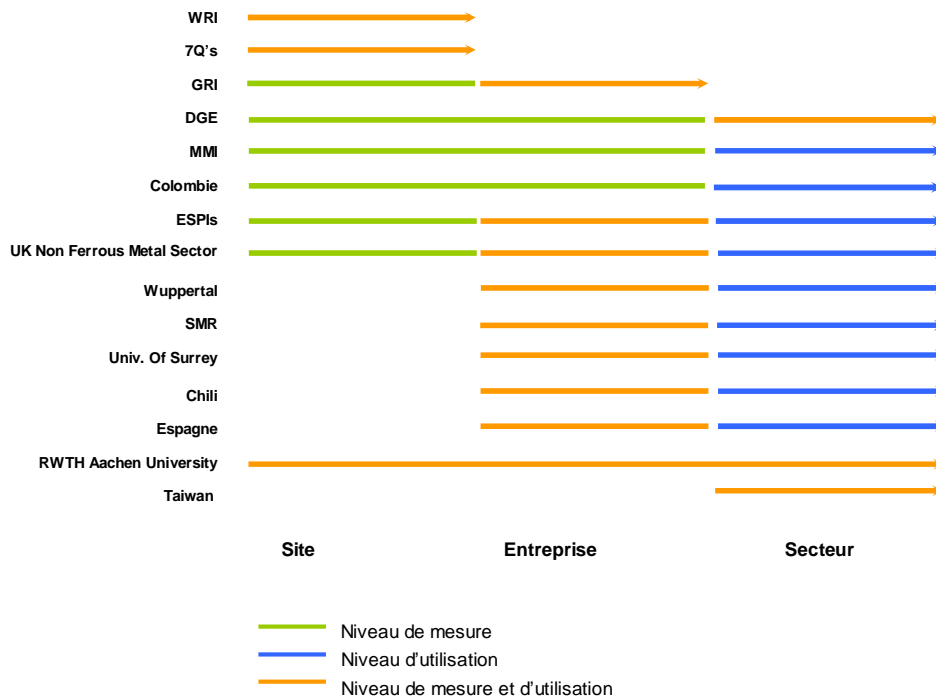 WRI
7Q's
GRI
DGE
MMI
Colombie
ESPIs
UK Non Ferrous Metal Sector
Wuppertal
SMR
Univ. Of Surrey
Chili
Espagne
RWTH Aachen University
Taiwan
Site Entreprise Secteur
Niveau de mesure
Niveau d'utilisation
Niveau de mesure et d'utilisation